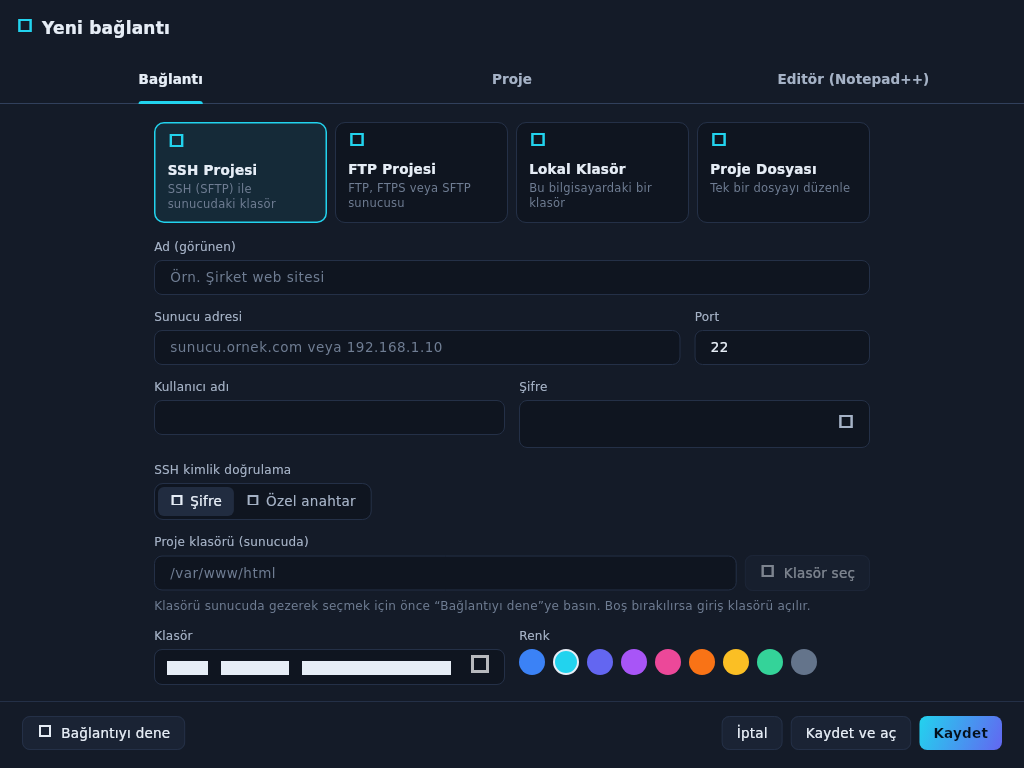 Yeni bağlantı
Bağlantı
Proje
Editör (Notepad++)
SSH Projesi
SSH (SFTP) ile
sunucudaki klasör
FTP Projesi
FTP, FTPS veya SFTP
sunucusu
Lokal Klasör
Bu bilgisayardaki bir
klasör
Proje Dosyası
Tek bir dosyayı düzenle
Ad (görünen)
Örn. Şirket web sitesi
Sunucu adresi
Port
sunucu.ornek.com veya 192.168.1.10
22
Kullanıcı adı
Şifre
SSH kimlik doğrulama
Şifre
Özel anahtar
Proje klasörü (sunucuda)
/var/www/html
Klasör seç
Klasörü sunucuda gezerek seçmek için önce “Bağlantıyı dene”ye basın. Boş bırakılırsa giriş klasörü açılır.
Klasör
Renk
Bağlantıyı dene
İptal
Kaydet ve aç
Kaydet